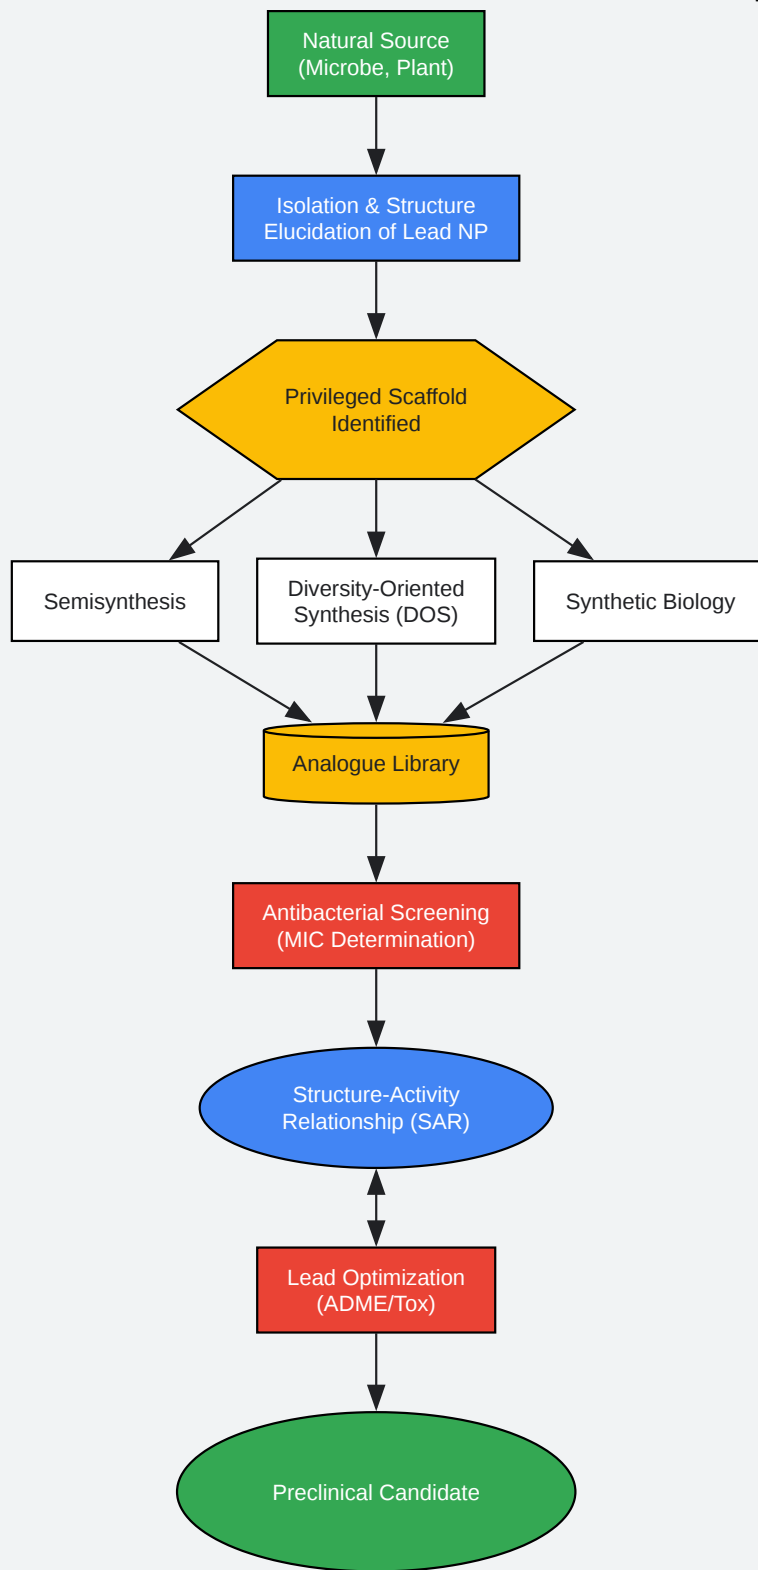 Natural Source
(Microbe, Plant)
Isolation & Structure
Elucidation of Lead NP
Privileged Scaffold
Identified
Semisynthesis
Diversity-Oriented
Synthesis (DOS)
Synthetic Biology
Analogue Library
Antibacterial Screening
(MIC Determination)
Structure-Activity
Relationship (SAR)
Lead Optimization
(ADME/Tox)
Preclinical Candidate